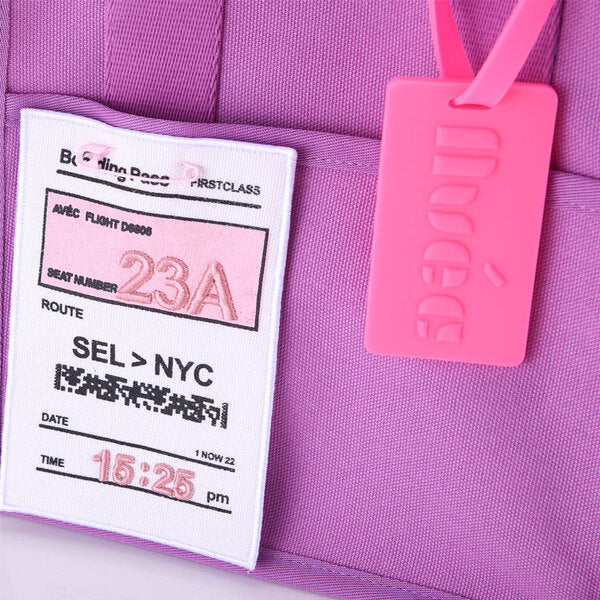 Boarding Pass FIRSTCLASS
AVÉC FLIGHT D6606
SEAT NUMBER 23A
ROUTE
SEL > NYC
DATE 1 NOW 22
TIME 15:25 pm